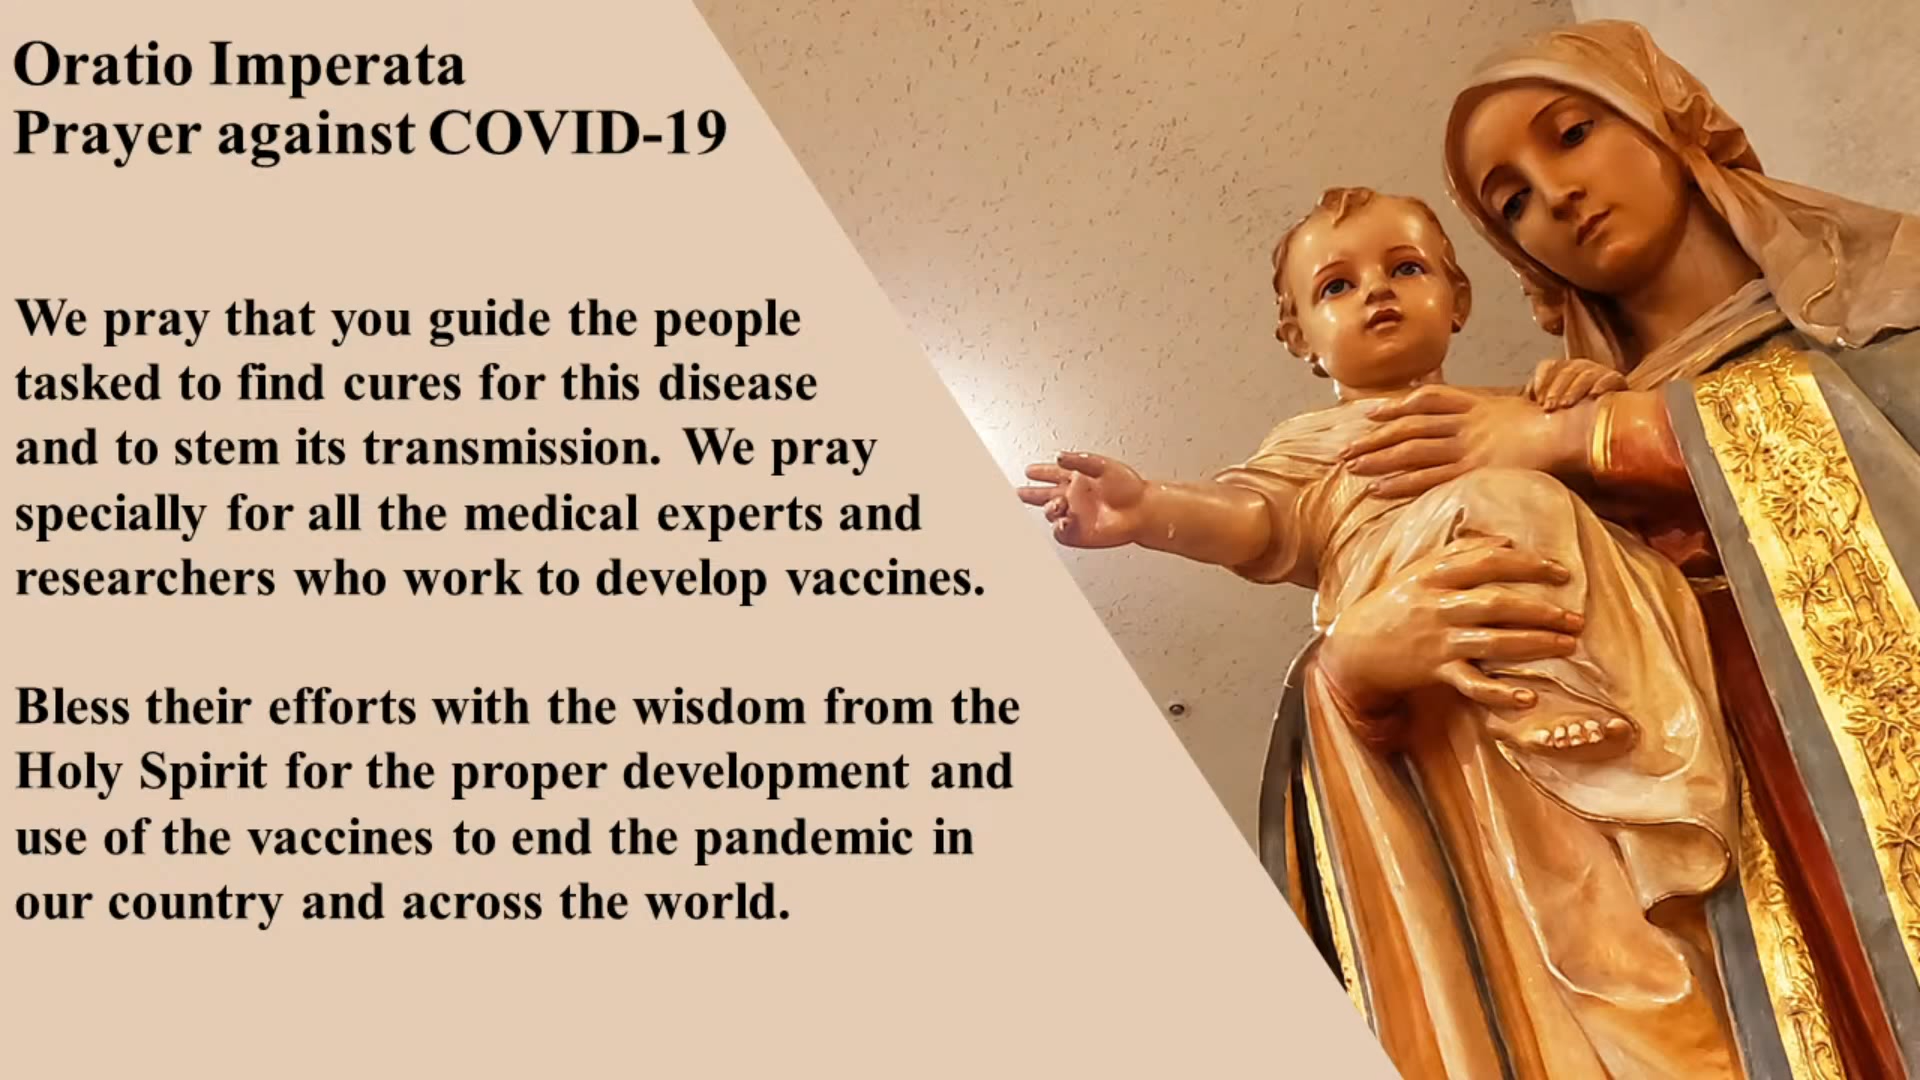 Oratio Imperata
Prayer against COVID-19
We pray that you guide the people
tasked to find cures for this disease
and to stem its transmission. We pray
specially for all the medical experts and
researchers who work to develop vaccines.
Bless their efforts with the wisdom from the
Holy Spirit for the proper development and
use of the vaccines to end the pandemic in
our country and across the world.